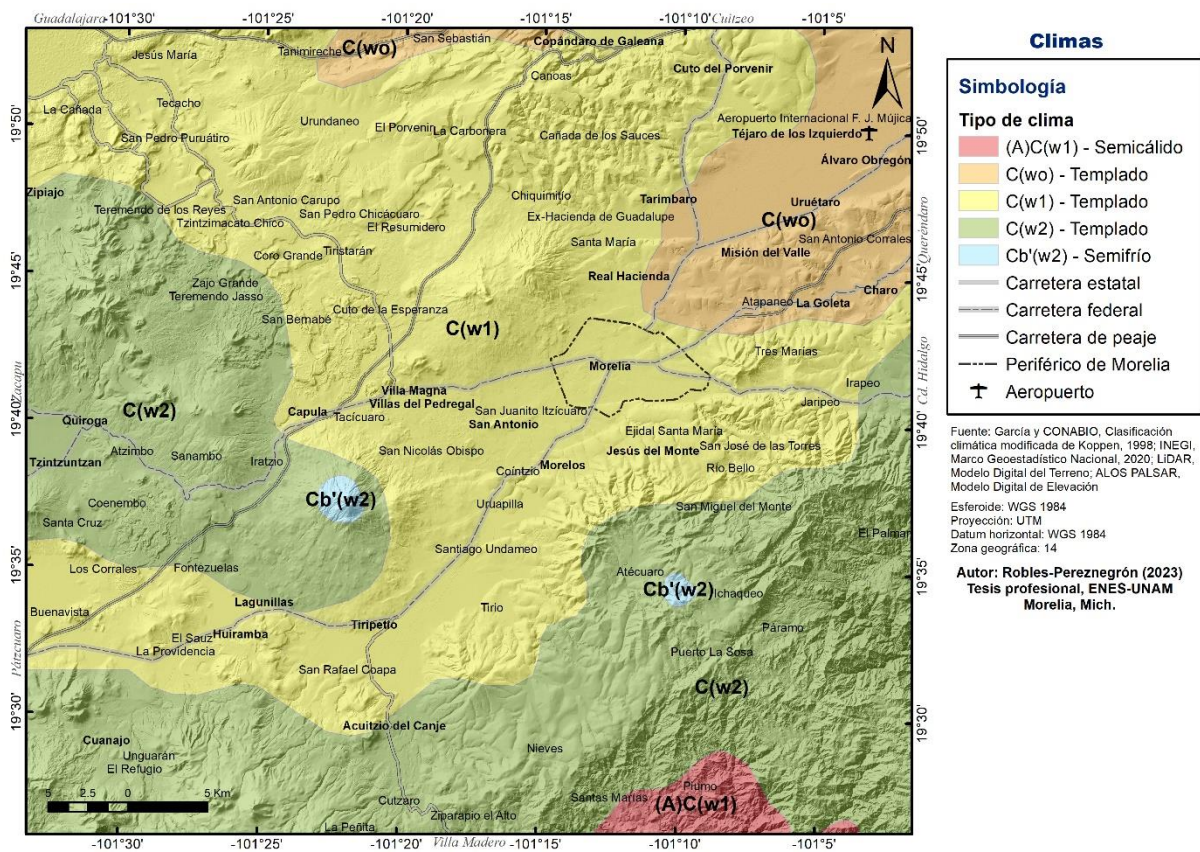 Guadalajara
-101°30'
-101°25'
-101°20'
-101°15'
-101°10'
Cuitzeo
-101°5'
C(wo)
San Sebastián
Copándaro de Galeana
N
Jesús María
Tanimireche
Canoas
Cuto del Porvenir
Tecacho
La Cañada
Urundaneo
El Porvenir
La Carbonera
Cañada de los Sauces
Aeropuerto Internacional F. J. Mújica
Téjaro de los Izquierdo
San Pedro Puruátiro
19°50'
19°50'
Álvaro Obregón
Zipiajo
Teremendo de los Reyes
San Antonio Carupo
Tzintzimacato Chico
San Pedro Chicácuaro
El Resumidero
Chiquimitío
Ex-Hacienda de Guadalupe
Tarímbaro
Uruétaro
C(wo)
San Antonio Corrales
Tiristarán
Coro Grande
Santa María
Misión del Valle
Queréndaro
19°45'
19°45'
Real Hacienda
Zajo Grande
Teremendo Jasso
San Bernabé
Cuto de la Esperanza
C(w1)
Atapaneo
La Goleta
Charo
Zacapu
Tres Marías
Morelia
Cd. Hidalgo
Irapeo
Jaripeo
C(w2)
Villa Magna
Villas del Pedregal
Capula
Tacícuaro
San Juanito Itzícuaro
San Antonio
19°40'
19°40'
Quiroga
Atzimbo
Tzintzuntzan
Sanambo
Iratzio
San Nicolás Obispo
Ejidal Santa María
Jesús del Monte
San José de las Torres
Cointzio
Morelos
Río Bello
Coenembo
Santa Cruz
Cb'(w2)
Uruapilla
San Miguel del Monte
El Palmar
19°35'
19°35'
Los Corrales
Fontezuelas
Santiago Undameo
Atécuaro
Cb'(w2)
Ichaqueo
Buenavista
Lagunillas
Tirio
Huiramba
Tiripetío
El Sauz
La Providencia
Páramo
Pátzcuaro
Puerto La Sosa
San Rafael Coapa
C(w2)
19°30'
19°30'
Acuitzio del Canje
Cuanajo
Unguarán
El Refugio
Nieves
5 2.5 0 5 Km
Cutzaro
Ziparapio el Alto
La Peñita
Santas Marías
Piumo
(A)C(w1)
-101°30'
-101°25'
-101°20'
Villa Madero
-101°15'
-101°10'
-101°5'
Climas
Simbología
Tipo de clima
(A)C(w1) - Semicálido
C(wo) - Templado
C(w1) - Templado
C(w2) - Templado
Cb'(w2) - Semifrío
Carretera estatal
Carretera federal
Carretera de peaje
Periférico de Morelia
Aeropuerto
Fuente: García y CONABIO, Clasificación
climática modificada de Koppen, 1998; INEGI,
Marco Geoestadístico Nacional, 2020; LiDAR,
Modelo Digital del Terreno; ALOS PALSAR,
Modelo Digital de Elevación
Esferoide: WGS 1984
Proyección: UTM
Datum horizontal: WGS 1984
Zona geográfica: 14
Autor: Robles-Pereznegrón (2023)
Tesis profesional, ENES-UNAM
Morelia, Mich.